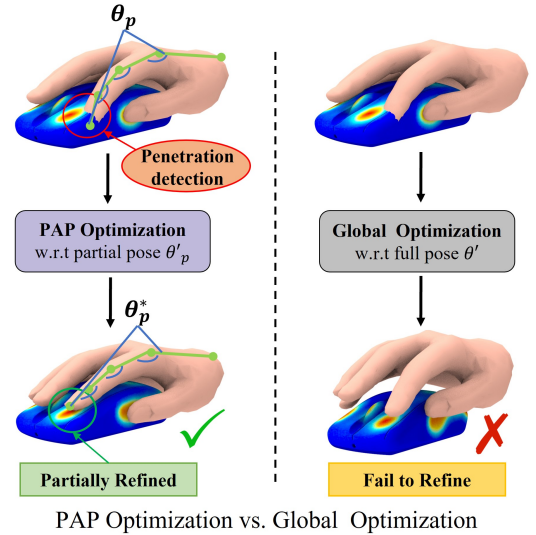 θₚ
Penetration
detection
PAP Optimization
w.r.t partial pose θ′ₚ
θ*ₚ
Partially Refined
Global Optimization
w.r.t full pose θ′
Fail to Refine
PAP Optimization vs. Global Optimization